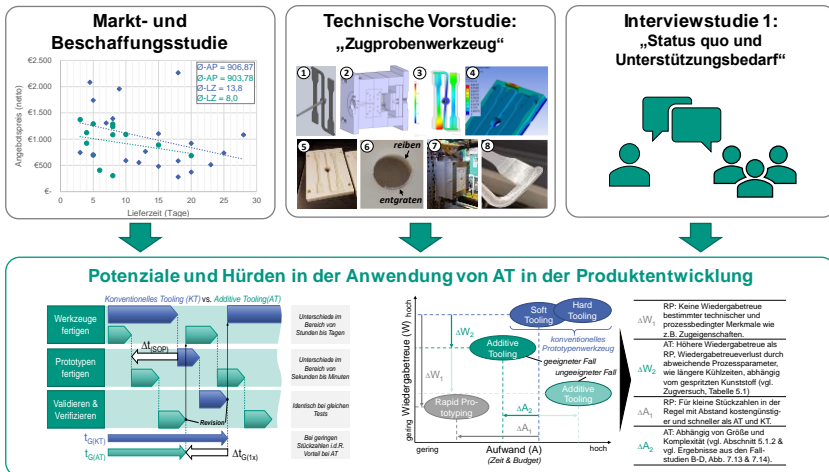 Markt- und
Beschaffungsstudie
€2.500
€2.000
€1.500
€1.000
€500
€-
Angebotspreis (netto)
0 5 10 15 20 25 30
Lieferzeit (Tage)
Ø-AP = 906,87
Ø-AP = 903,78
Ø-LZ = 13,8
Ø-LZ = 8,0
Technische Vorstudie:
„Zugprobenwerkzeug“
1 2 3 4
5 6 7 8
reiben
entgraten
Interviewstudie 1:
„Status quo und
Unterstützungsbedarf“
Potenziale und Hürden in der Anwendung von AT in der Produktentwicklung
Konventionelles Tooling (KT) vs. Additive Tooling(AT)
Werkzeuge
fertigen
Unterschiede im
Bereich von
Stunden bis Tagen
Δt(SOP)
Prototypen
fertigen
Unterschiede im
Bereich von
Sekunden bis Minuten
Validieren &
Verifizieren
Revision
Identisch bei gleichen
Tests
tG(KT)
tG(AT)
ΔtG(1x)
Bei geringen
Stückzahlen i.d.R.
Vorteil bei AT
Wiedergabetreue (W)
hoch
gering
Soft
Tooling
Hard
Tooling
konventionelles
Prototypenwerkzeug
ΔW2
Additive
Tooling
geeigneter Fall
ungeeigneter Fall
Additive
Tooling
ΔW1
Rapid Pro-
totyping
ΔA2
ΔA1
gering
Aufwand (A)
(Zeit & Budget)
hoch
ΔW1
RP: Keine Wiedergabetreue
bestimmter technischer und
prozessbedingter Merkmale wie
z.B. Zugeigenschaften.
ΔW2
AT: Höhere Wiedergabetreue als
RP, Wiedergabetreueverlust durch
abweichende Prozessparameter,
wie längere Kühlzeiten, abhängig
vom gespritzten Kunststoff (vgl.
Zugversuch, Tabelle 5.1)
ΔA1
RP: Für kleine Stückzahlen in der
Regel mit Abstand kostengünstig-
er und schneller als AT und KT.
ΔA2
AT: Abhängig von Größe und
Komplexität (vgl. Abschnitt 5.1.2 &
vgl. Ergebnisse aus den Fall-
studien B-D, Abb. 7.13 & 7.14).